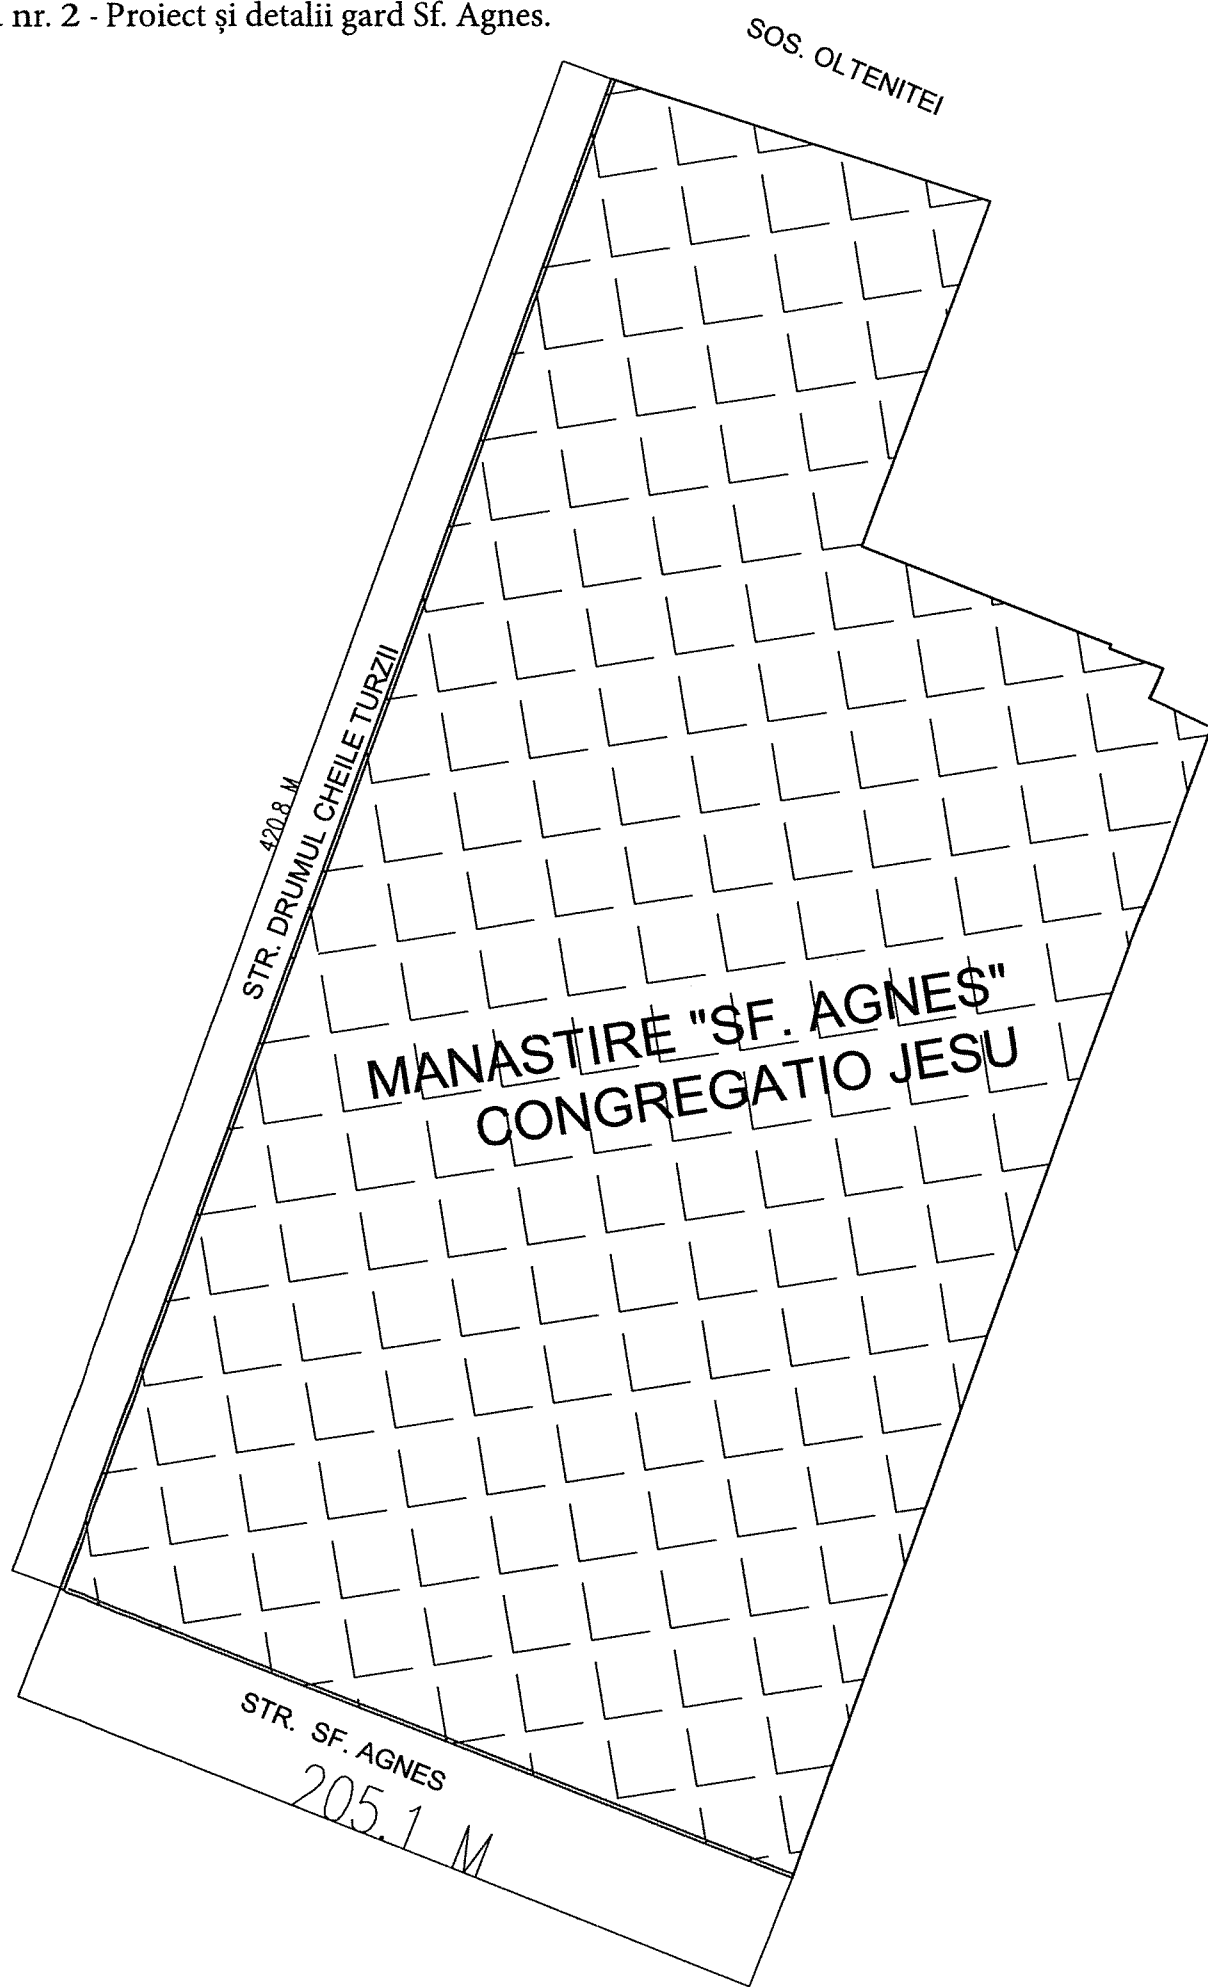 nr. 2 - Proiect și detalii gard Sf. Agnes.
SOS. OLTENITEI
STR. DRUMUL CHEILE TURZII
420.8 M
MANASTIRE "SF. AGNES"
CONGREGATIO JESU
STR. SF. AGNES
205.1 M